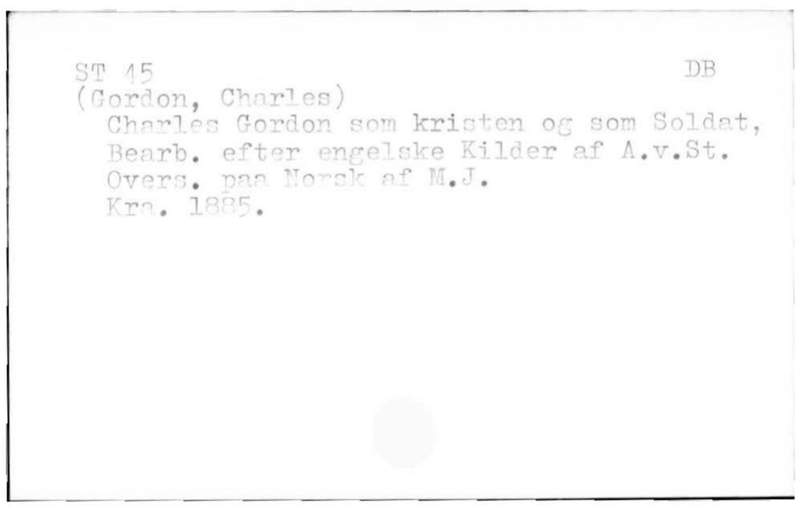 ST 45 DB
(Gordon, Charles)
Charles Gordon som kristen og som Soldat,
Bearb. efter engelske Kilder af A.v.St.
Overs. paa Norsk af M.J.
Kra. 1885.